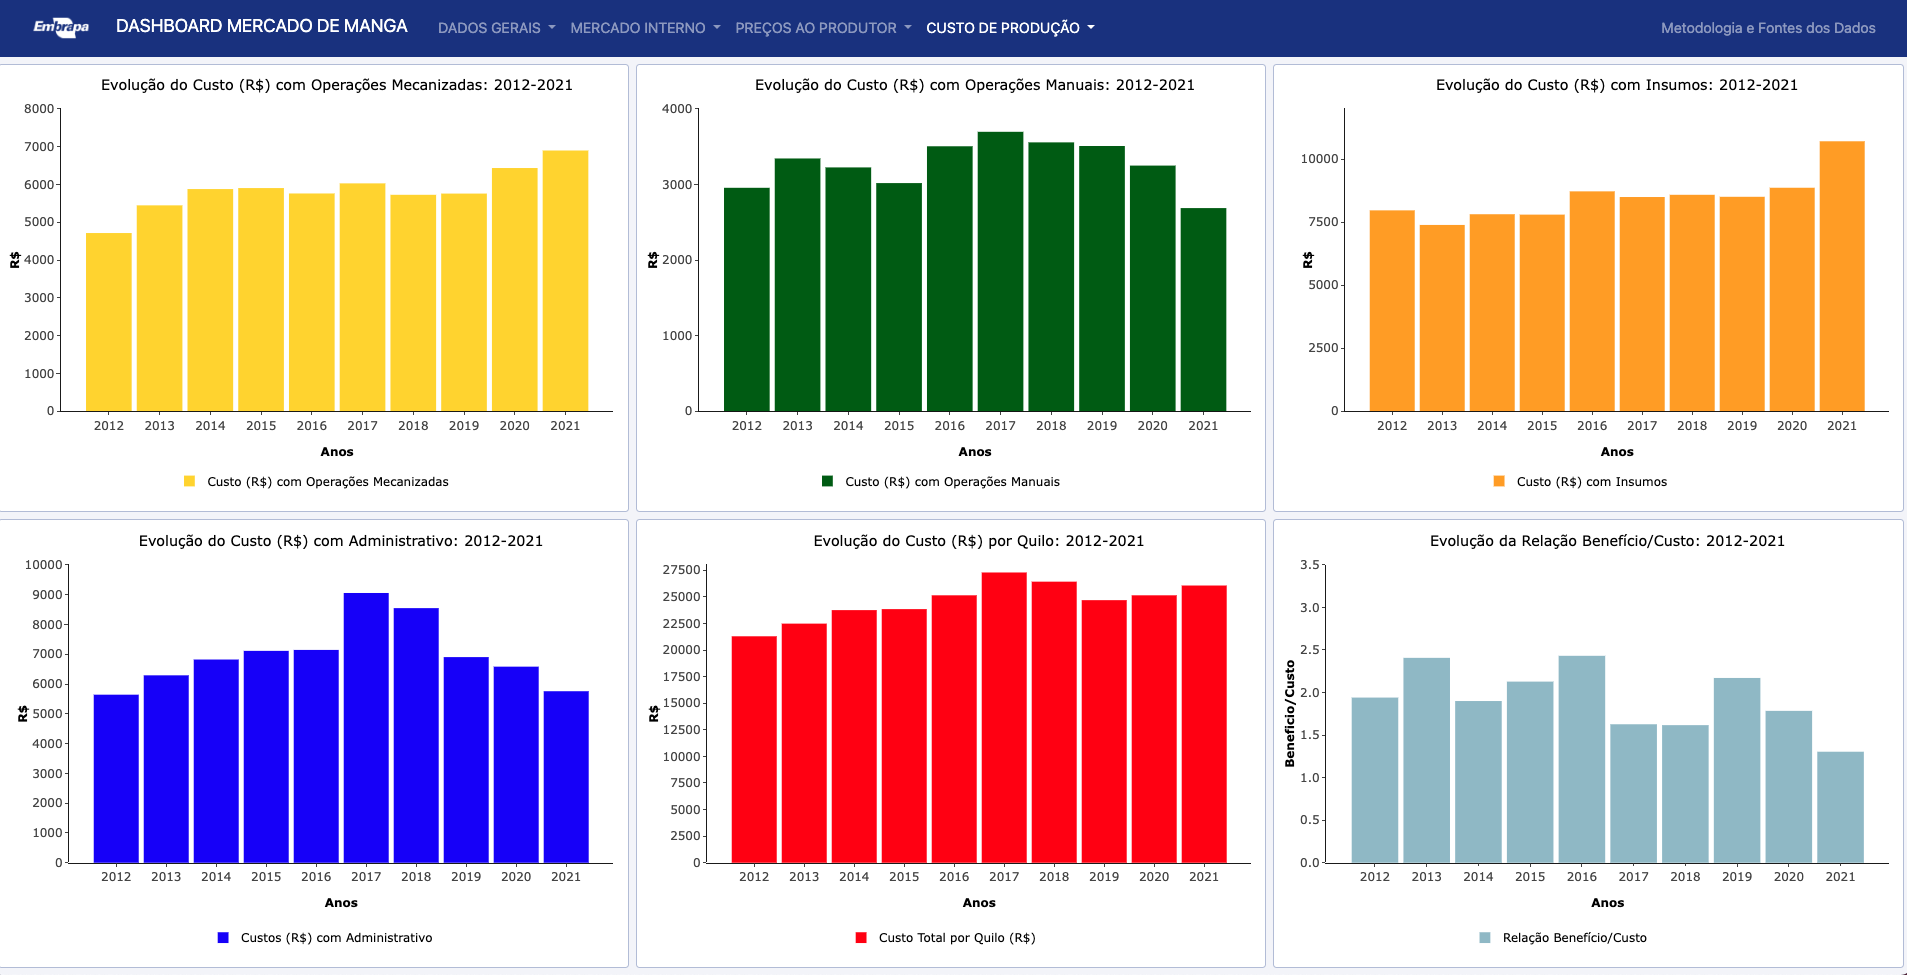 Embrapa DASHBOARD MERCADO DE MANGA DADOS GERAIS MERCADO INTERNO PREÇOS AO PRODUTOR CUSTO DE PRODUÇÃO Metodologia e Fontes dos Dados
Evolução do Custo (R$) com Operações Mecanizadas: 2012-2021
8000
7000
6000
5000
4000
3000
2000
1000
0
R$
2012 2013 2014 2015 2016 2017 2018 2019 2020 2021
Anos
Custo (R$) com Operações Mecanizadas
Evolução do Custo (R$) com Operações Manuais: 2012-2021
4000
3000
2000
1000
0
R$
2012 2013 2014 2015 2016 2017 2018 2019 2020 2021
Anos
Custo (R$) com Operações Manuais
Evolução do Custo (R$) com Insumos: 2012-2021
10000
7500
5000
2500
0
R$
2012 2013 2014 2015 2016 2017 2018 2019 2020 2021
Anos
Custo (R$) com Insumos
Evolução do Custo (R$) com Administrativo: 2012-2021
10000
9000
8000
7000
6000
5000
4000
3000
2000
1000
0
R$
2012 2013 2014 2015 2016 2017 2018 2019 2020 2021
Anos
Custos (R$) com Administrativo
Evolução do Custo (R$) por Quilo: 2012-2021
27500
25000
22500
20000
17500
15000
12500
10000
7500
5000
2500
0
R$
2012 2013 2014 2015 2016 2017 2018 2019 2020 2021
Anos
Custo Total por Quilo (R$)
Evolução da Relação Benefício/Custo: 2012-2021
3.5
3.0
2.5
2.0
1.5
1.0
0.5
0.0
Beneficio/Custo
2012 2013 2014 2015 2016 2017 2018 2019 2020 2021
Anos
Relação Benefício/Custo